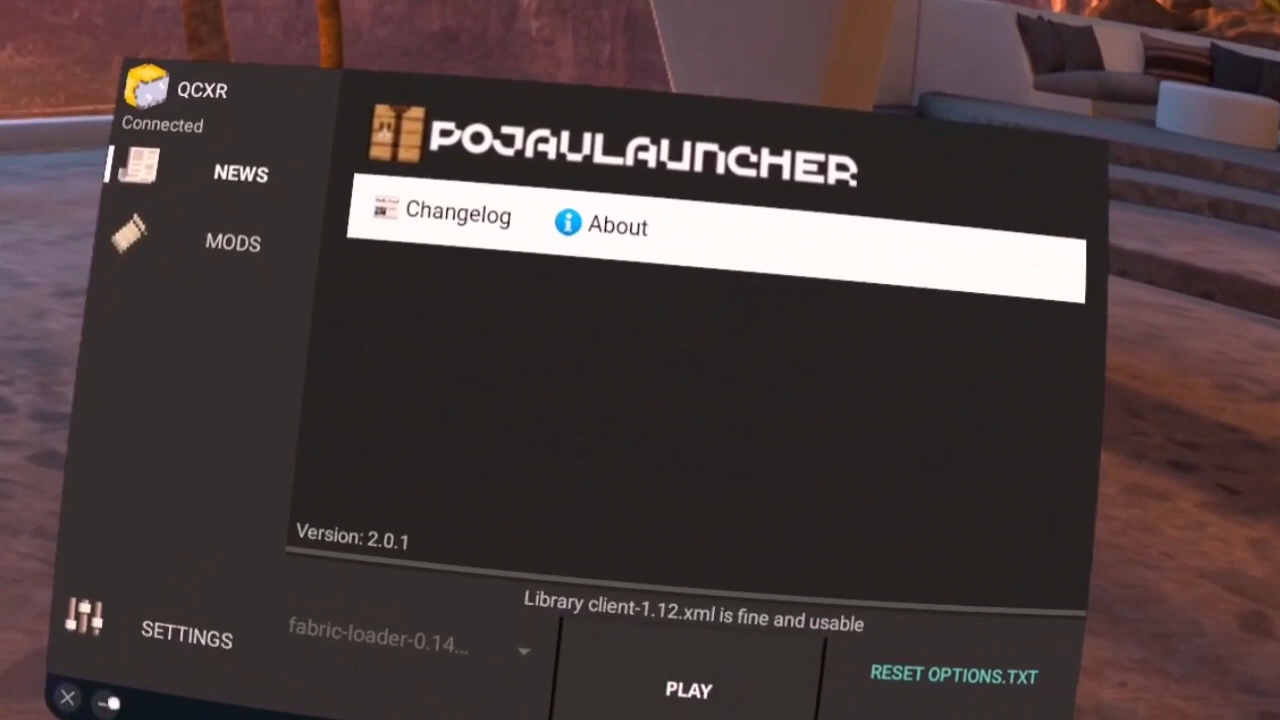 QCXR
Connected
NEWS
MODS
POJAVLAUNCHER
Changelog
About
Version: 2.0.1
Library client-1.12.xml is fine and usable
SETTINGS
fabric-loader-0.14...
PLAY
RESET OPTIONS.TXT